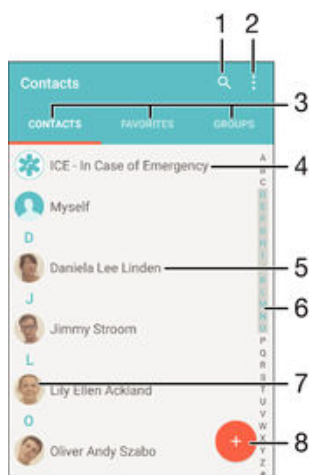 1 2
Contacts
3
CONTACTS FAVORITES GROUPS
ICE - In Case of Emergency 4
Myself
D
Daniela Lee Linden 5
J
Jimmy Stroom
6
L
7
Lily Ellen Ackland
O
Oliver Andy Szabo
+ 8
A
B
C
D
E
F
G
H
I
J
K
L
M
N
O
P
Q
R
S
T
U
V
W
X
Y
Z